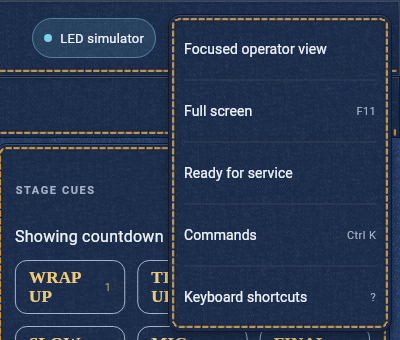 LED simulator
Focused operator view
Full screen F11
Ready for service
Commands Ctrl K
Keyboard shortcuts ?
STAGE CUES
Showing countdown
WRAP UP 1